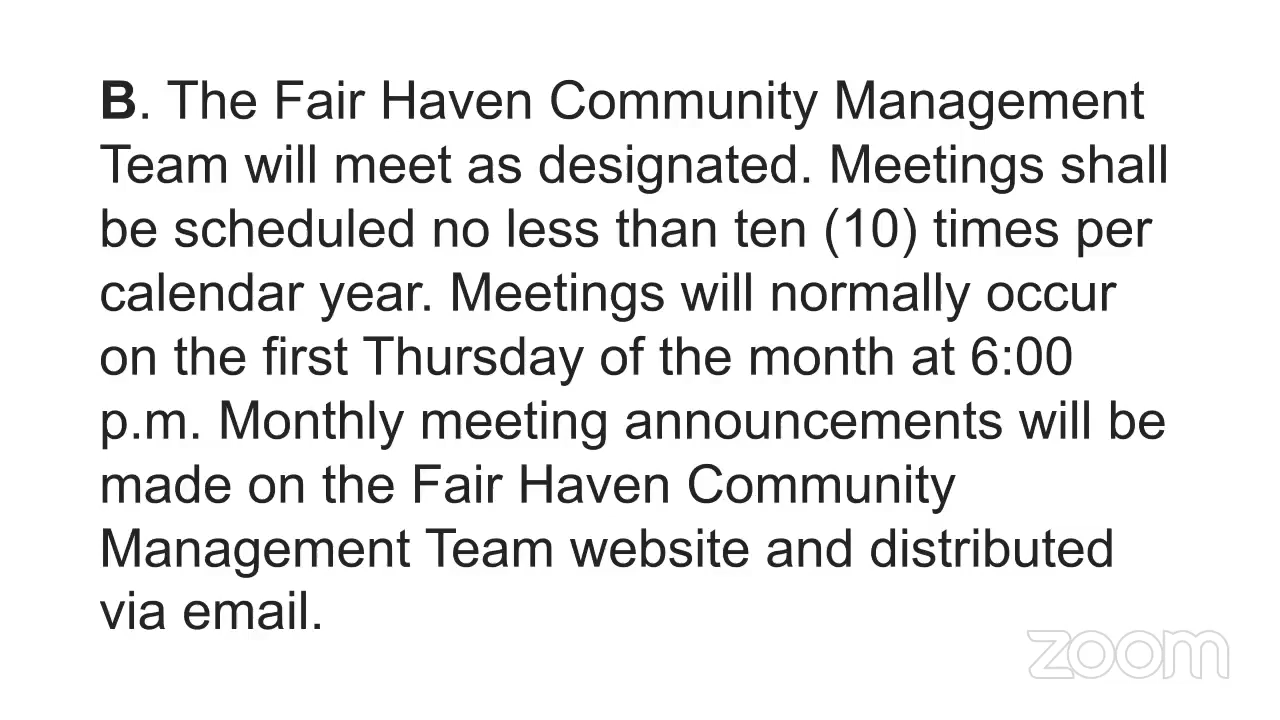 B. The Fair Haven Community Management
Team will meet as designated. Meetings shall
be scheduled no less than ten (10) times per
calendar year. Meetings will normally occur
on the first Thursday of the month at 6:00
p.m. Monthly meeting announcements will be
made on the Fair Haven Community
Management Team website and distributed
via email.
zoom